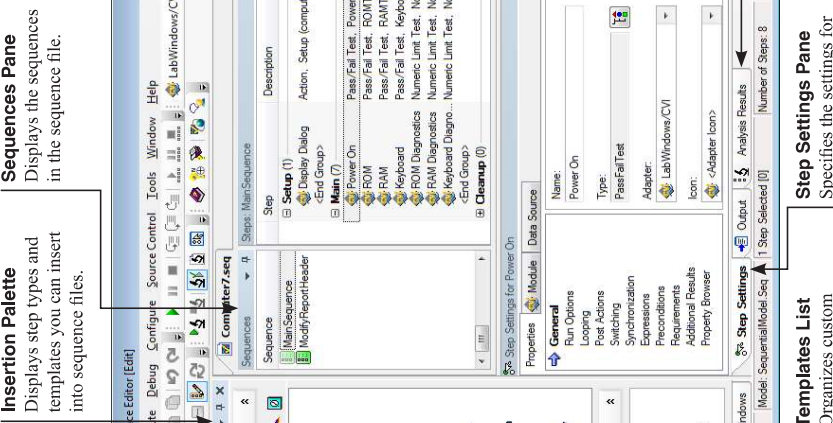 Insertion Palette
Displays step types and
templates you can insert
into sequence files.
Sequences Pane
Displays the sequences
in the sequence file.
ce Editor [Edit]
te Debug Configure Source Control Tools Window Help
LabWindows/CV
Computer7.seq
Sequences
Sequence
MainSequence
ModifyReportHeader
Steps: MainSequence
Step Description
Setup (1)
Display Dialog Action, Setup (comput
<End Group>
Main (7)
Power On Pass/Fail Test, Power
ROM Pass/Fail Test, ROMT
RAM Pass/Fail Test, RAMT
Keyboard Pass/Fail Test, Keybo
ROM Diagnostics Numeric Limit Test, No
RAM Diagnostics Numeric Limit Test, No
Keyboard Diagno... Numeric Limit Test, No
<End Group>
Cleanup (0)
Step Settings for Power On
Properties Module Data Source
General
Run Options
Looping
Post Actions
Switching
Synchronization
Expressions
Preconditions
Requirements
Additional Results
Property Browser
Name:
Power On
Type:
PassFailTest
Adapter:
LabWindows/CVI
Icon:
<Adapter Icon>
ndows
Step Settings Output Analysis Results
Model: SequentialModel.Seq 1 Step Selected [0] Number of Steps: 8
Templates List
Organizes custom
Step Settings Pane
Specifies the settings for